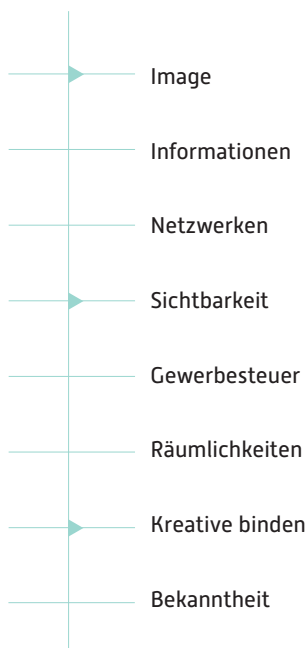 Image
Informationen
Netzwerken
Sichtbarkeit
Gewerbesteuer
Räumlichkeiten
Kreative binden
Bekanntheit